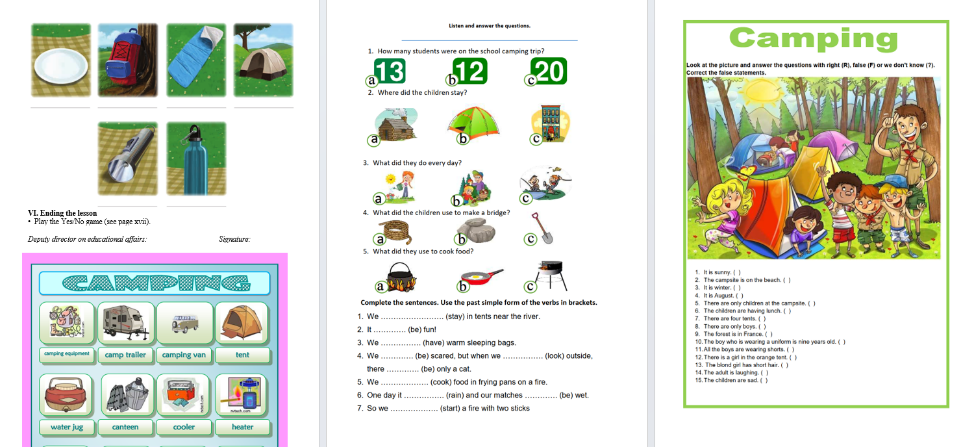 VI. Ending the lesson
• Play the Yes/No game (see page xvii).
Deputy director on educational affairs: Signature:
CAMPING
camping equipment camp trailer camping van tent
water jug canteen cooler heater
Listen and answer the questions.
1. How many students were on the school camping trip?
a 13 b 12 c 20
2. Where did the children stay?
a b c
3. What did they do every day?
a b c
4. What did the children use to make a bridge?
a b c
5. What did they use to cook food?
a b c
Complete the sentences. Use the past simple form of the verbs in brackets.
1. We ………………….. (stay) in tents near the river.
2. It ………… (be) fun!
3. We ………….. (have) warm sleeping bags.
4. We ………… (be) scared, but when we …………… (look) outside,
there ………… (be) only a cat.
5. We ……………… (cook) food in frying pans on a fire.
6. One day it ………….. (rain) and our matches ………… (be) wet.
7. So we ……………… (start) a fire with two sticks
Camping
Look at the picture and answer the questions with right (R), false (F) or we don't know (?).
Correct the false statements.
1. It is sunny. ( )
2. The campsite is on the beach. ( )
3. It is winter. ( )
4. It is August. ( )
5. There are only children at the campsite. ( )
6. The children are having lunch. ( )
7. There are four tents. ( )
8. There are only boys. ( )
9. The forest is in France. ( )
10. The boy who is wearing a uniform is nine years old. ( )
11. All the boys are wearing shorts. ( )
12. There is a girl in the orange tent. ( )
13. The blond girl has short hair. ( )
14. The adult is laughing. ( )
15. The children are sad. ( )